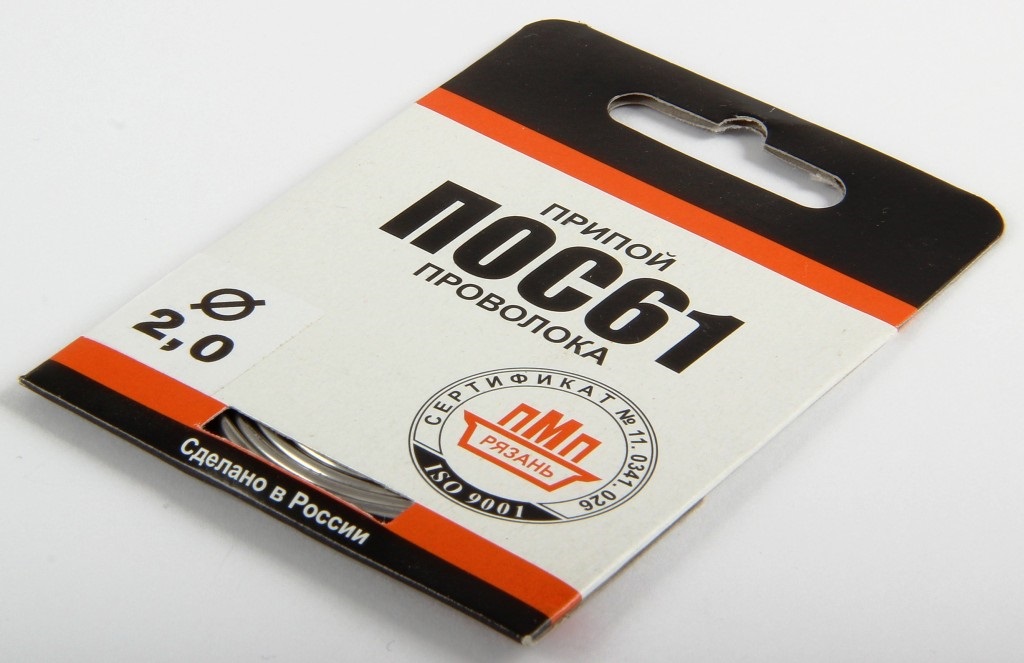 ПРИПОЙ
ПОС61
ПРОВОЛОКА
Ø
2,0
СЕРТИФИКАТ № 11. 0341. 026
ПМП
РЯЗАНЬ
ISO 9001
Сделано в России